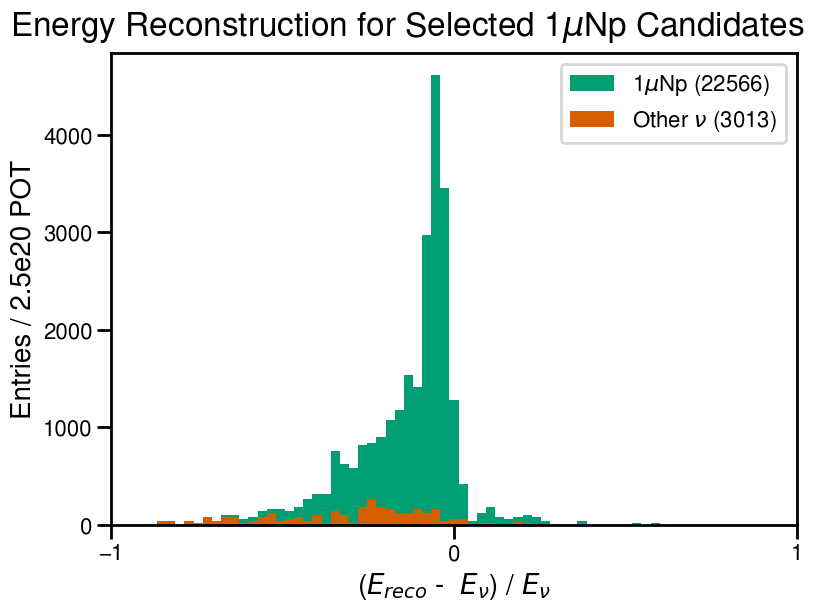 Energy Reconstruction for Selected 1μNp Candidates
1μNp (22566)
Other ν (3013)
Entries / 2.5e20 POT
4000
3000
2000
1000
0
−1
0
1
(E_reco - E_ν) / E_ν